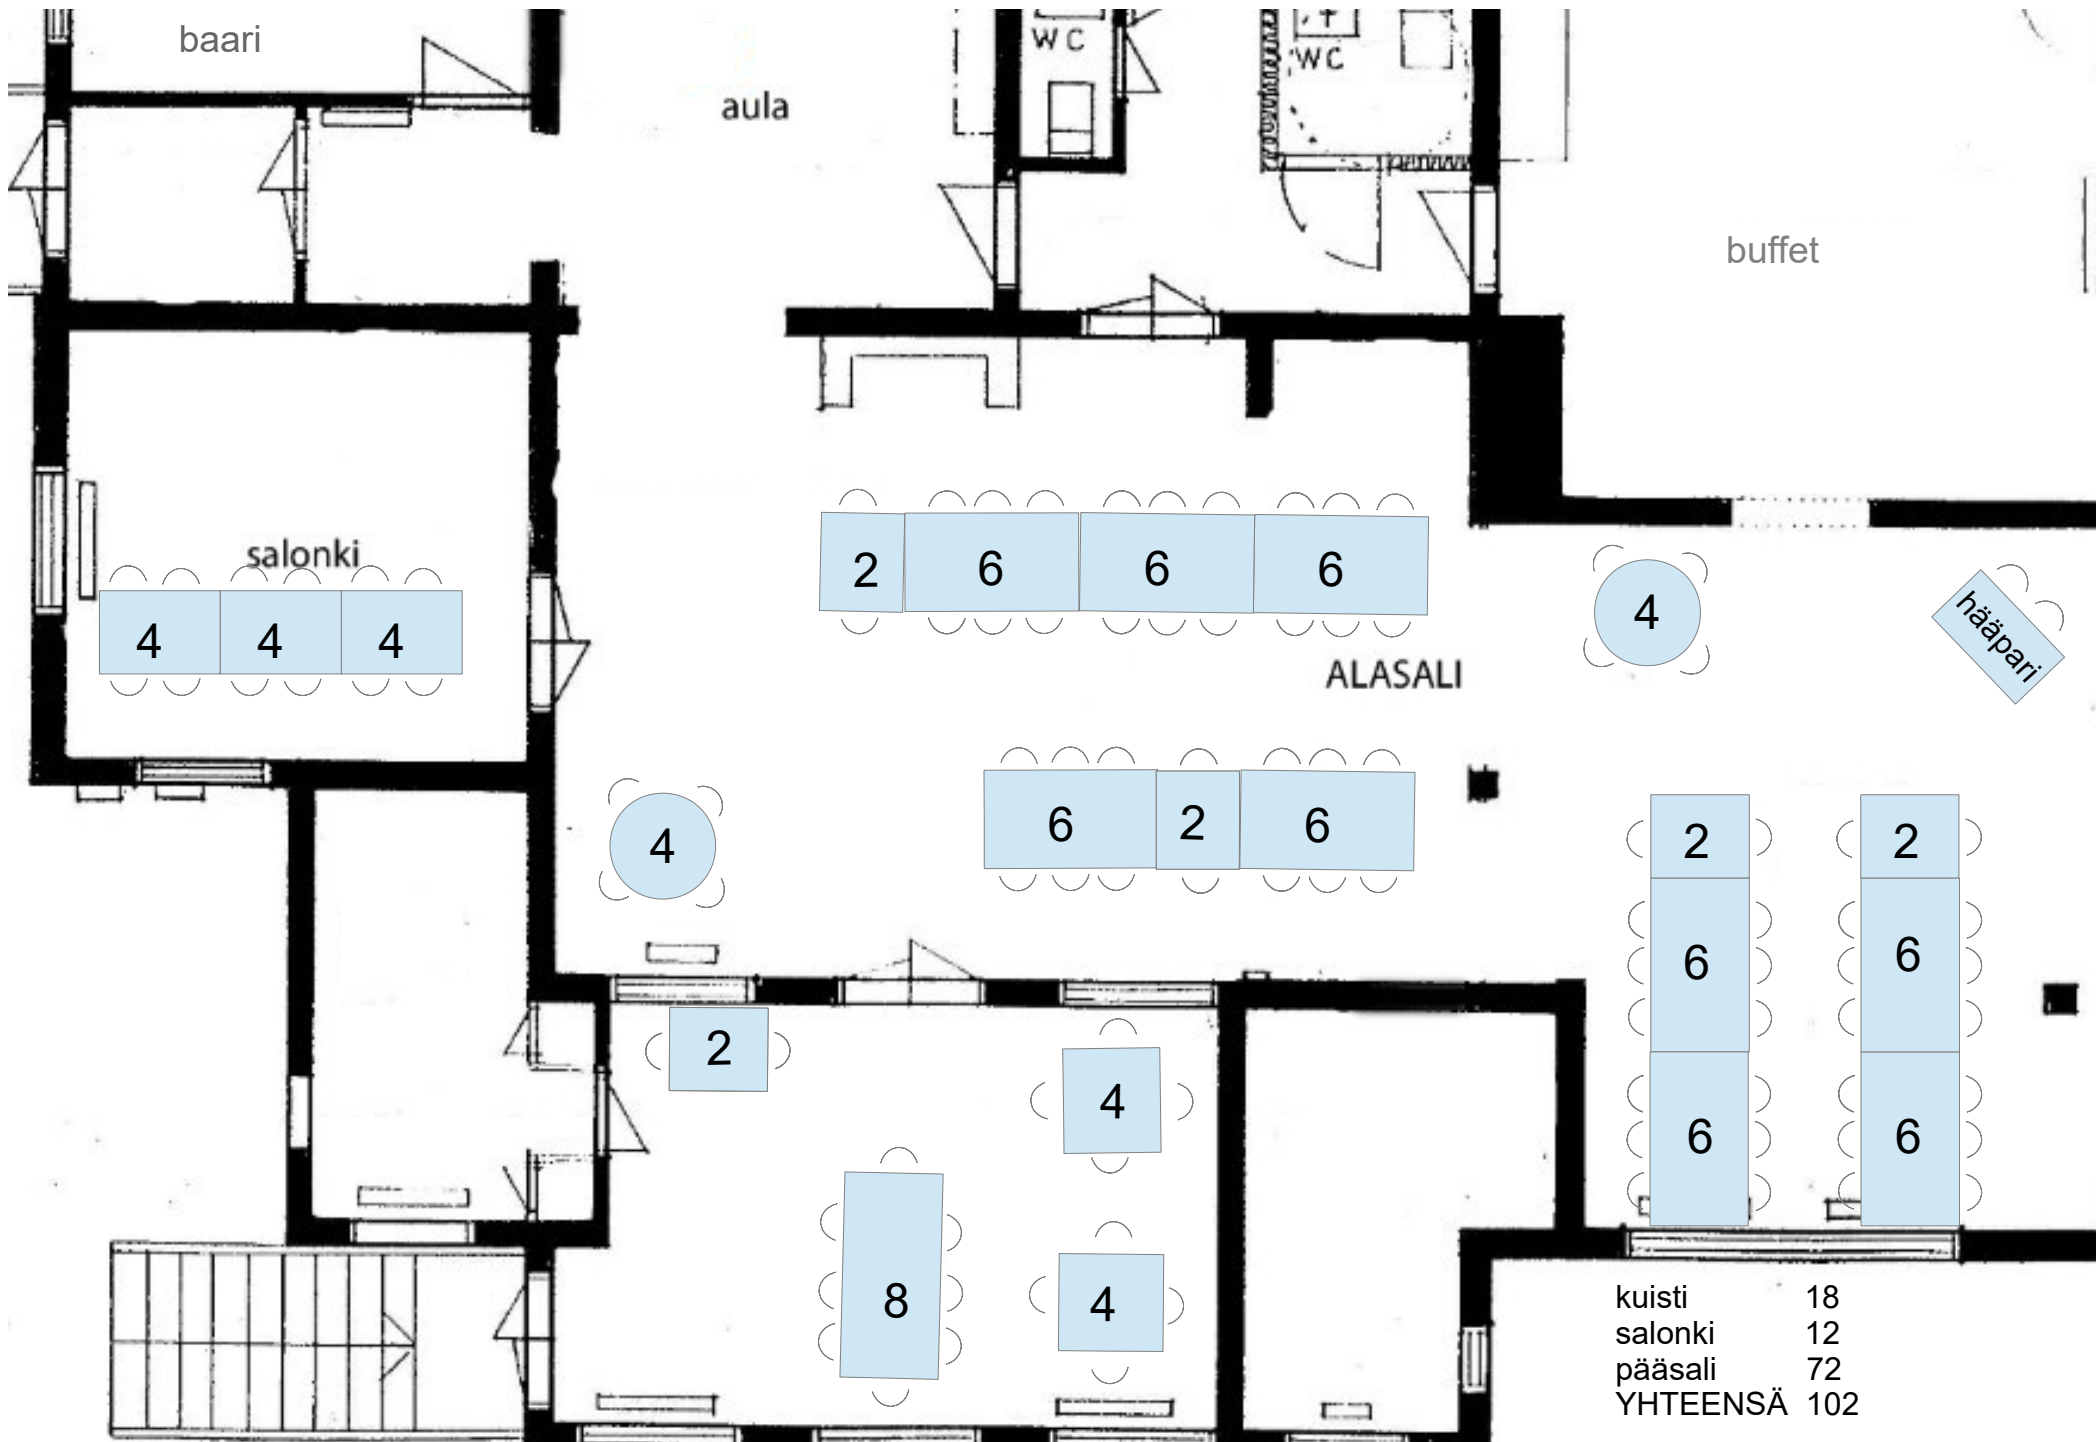 baari
aula
WC
WC
buffet
salonki
4 4 4
2 6 6 6
4
hääpari
ALASALI
4
6 2 6
2 2
6 6
6 6
2
4
8
4
kuisti 18
salonki 12
pääsali 72
YHTEENSÄ 102